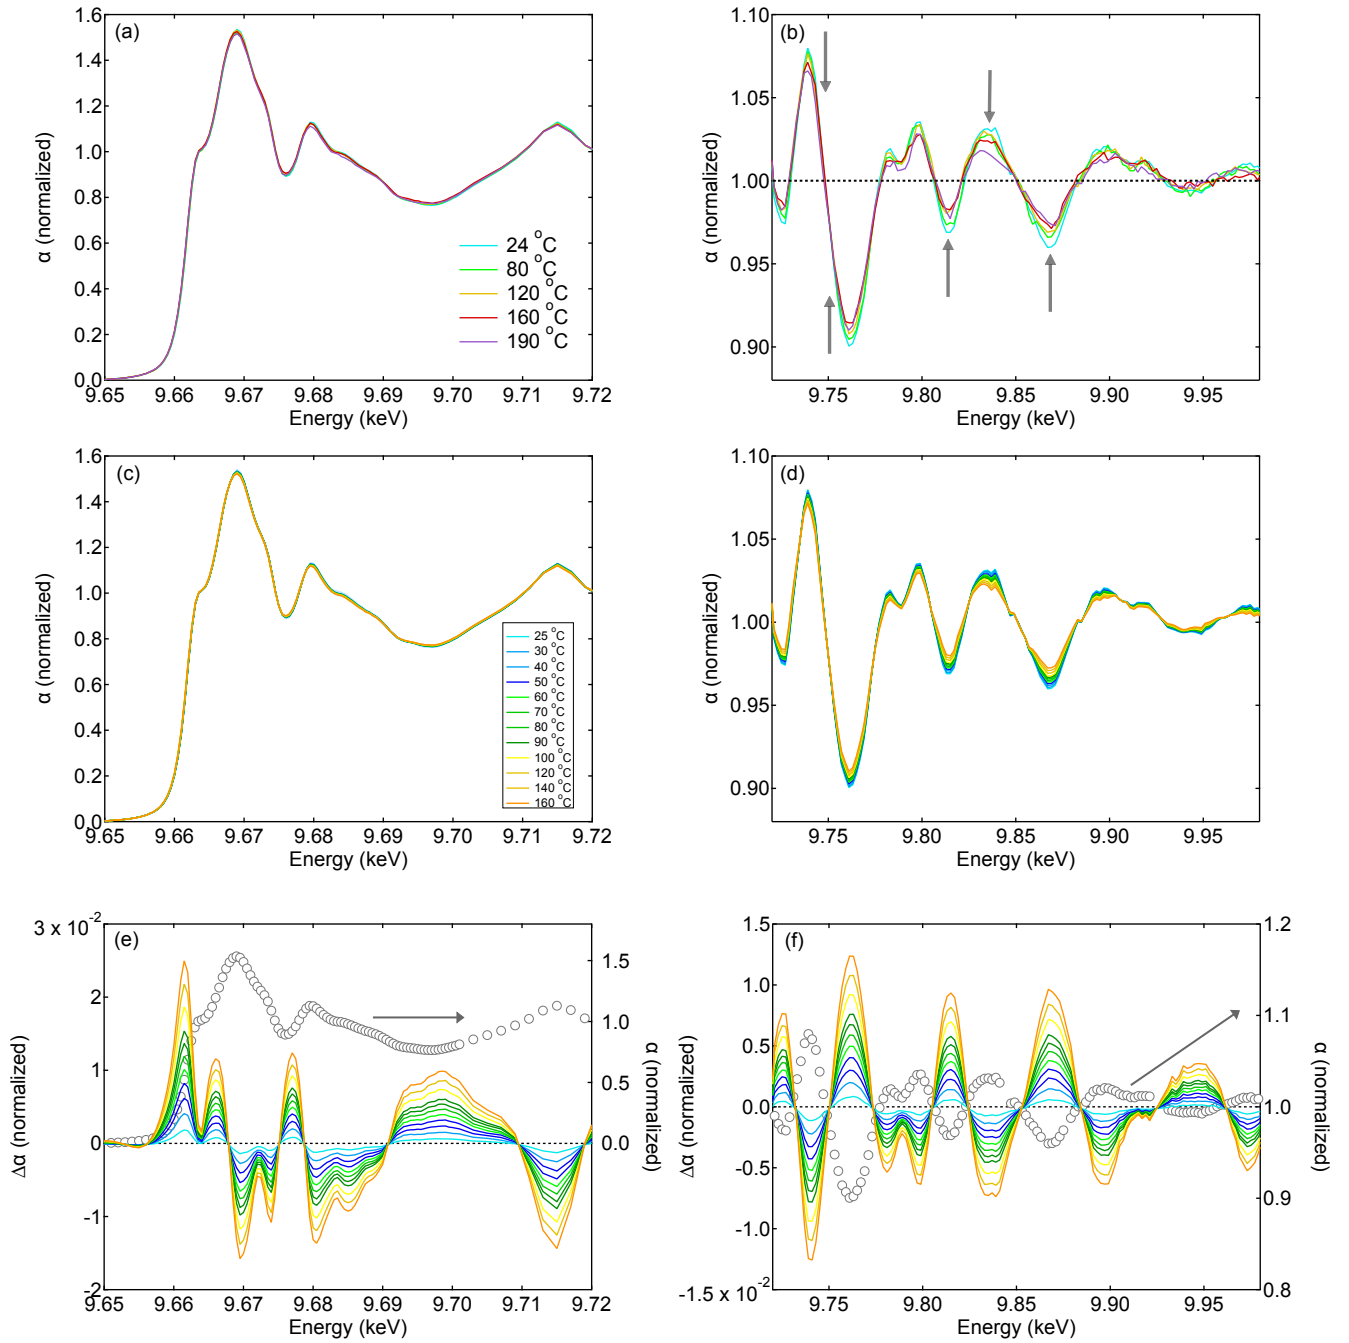 (a)
1.6
1.4
1.2
1.0
0.8
0.6
0.4
0.2
0.0
α (normalized)
24 °C
80 °C
120 °C
160 °C
190 °C
9.65 9.66 9.67 9.68 9.69 9.70 9.71 9.72
Energy (keV)
(b)
1.10
1.05
1.00
0.95
0.90
α (normalized)
9.75 9.80 9.85 9.90 9.95
Energy (keV)
(c)
1.6
1.4
1.2
1.0
0.8
0.6
0.4
0.2
0.0
α (normalized)
25 °C
30 °C
40 °C
50 °C
60 °C
70 °C
80 °C
90 °C
100 °C
120 °C
140 °C
160 °C
9.65 9.66 9.67 9.68 9.69 9.70 9.71 9.72
Energy (keV)
(d)
1.10
1.05
1.00
0.95
0.90
α (normalized)
9.75 9.80 9.85 9.90 9.95
Energy (keV)
(e)
3 x 10⁻²
2
1
0
-1
-2
Δα (normalized)
1.5
1.0
0.5
0.0
α (normalized)
9.65 9.66 9.67 9.68 9.69 9.70 9.71 9.72
Energy (keV)
(f)
1.5
1.0
0.5
0.0
-0.5
-1.0
-1.5 x 10⁻²
Δα (normalized)
1.2
1.1
1.0
0.9
0.8
α (normalized)
9.75 9.80 9.85 9.90 9.95
Energy (keV)